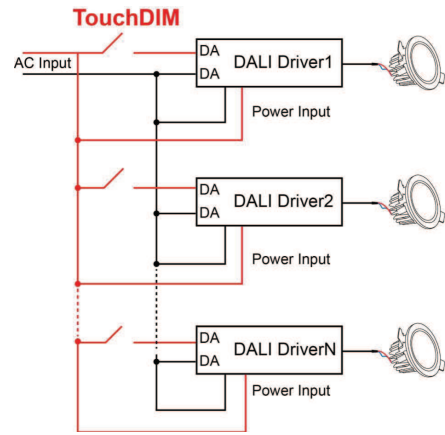 TouchDIM
AC Input
DA
DA
DALI Driver1
Power Input
DA
DA
DALI Driver2
Power Input
DA
DA
DALI DriverN
Power Input